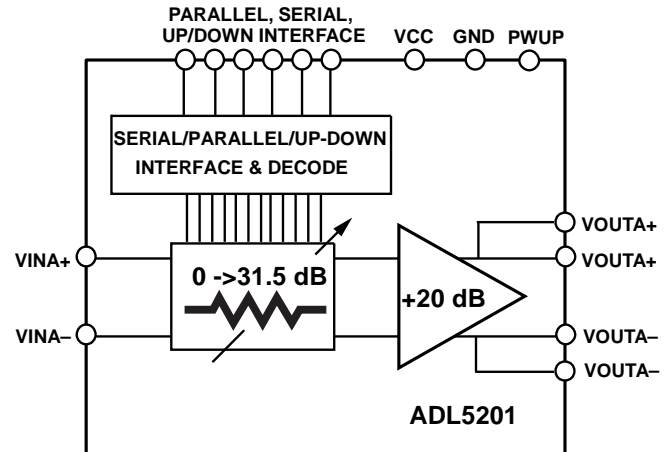 PARALLEL, SERIAL,
UP/DOWN INTERFACE
VCC
GND
PWUP
SERIAL/PARALLEL/UP-DOWN
INTERFACE & DECODE
VINA+
VINA–
0 ->31.5 dB
+20 dB
VOUTA+
VOUTA+
VOUTA–
VOUTA–
ADL5201